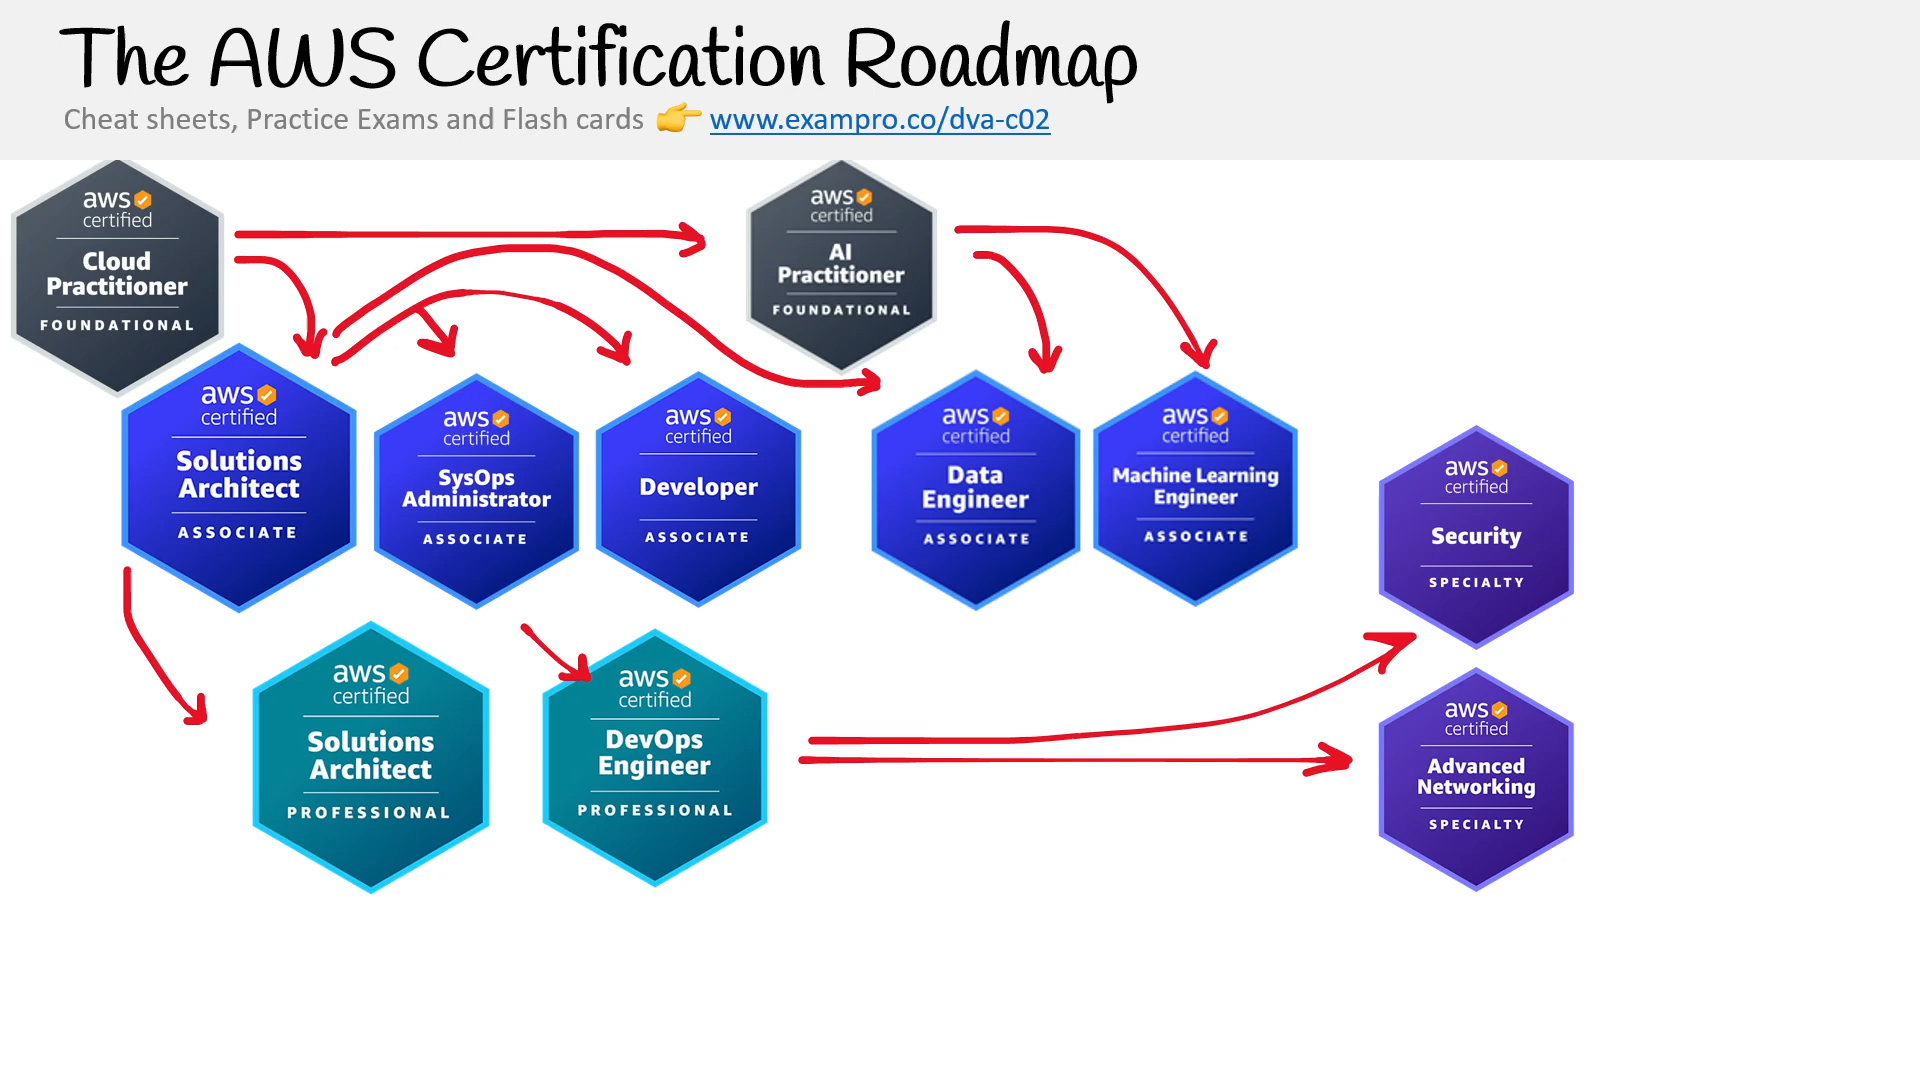 The AWS Certification Roadmap
Cheat sheets, Practice Exams and Flash cards 👉 www.exampro.co/dva-c02
aws
certified
Cloud
Practitioner
FOUNDATIONAL
aws
certified
AI
Practitioner
FOUNDATIONAL
aws
certified
Solutions
Architect
ASSOCIATE
aws
certified
SysOps
Administrator
ASSOCIATE
aws
certified
Developer
ASSOCIATE
aws
certified
Data
Engineer
ASSOCIATE
aws
certified
Machine Learning
Engineer
ASSOCIATE
aws
certified
Security
SPECIALTY
aws
certified
Solutions
Architect
PROFESSIONAL
aws
certified
DevOps
Engineer
PROFESSIONAL
aws
certified
Advanced
Networking
SPECIALTY